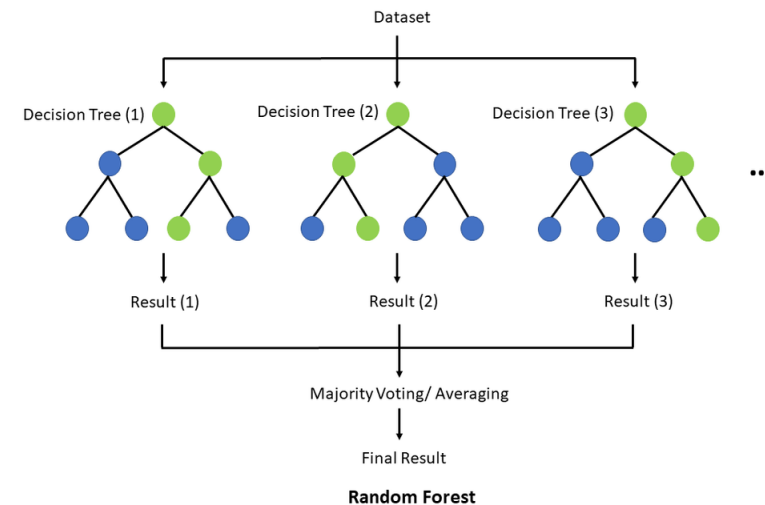 Dataset
Decision Tree (1)
Decision Tree (2)
Decision Tree (3)
..
Result (1)
Result (2)
Result (3)
Majority Voting/ Averaging
Final Result
Random Forest